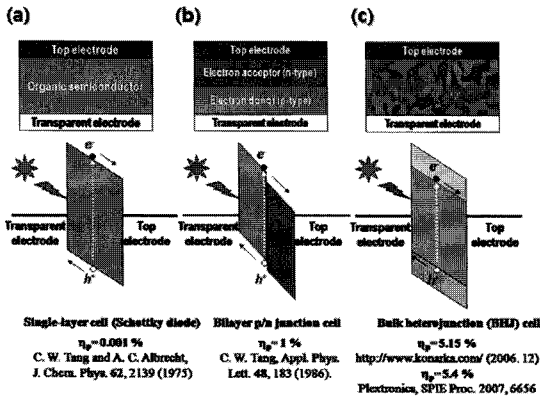 (a)
Top electrode
Organic semiconductor
Transparent electrode
e-
Transparent electrode
Top electrode
h+
Single-layer cell (Schottky diode)
ηp=0.001 %
C. W. Tang and A. C. Albrecht,
J. Chem. Phys. 62, 2139 (1975)
(b)
Top electrode
Electron acceptor (n-type)
Electron donor (p-type)
Transparent electrode
e-
Transparent electrode
Top electrode
h+
Bilayer p/n junction cell
ηp=1 %
C. W. Tang, Appl. Phys.
Lett. 48, 183 (1986).
(c)
Top electrode
Transparent electrode
e-
Transparent electrode
Top electrode
h+
Bulk heterojunction (BHJ) cell
ηp=5.15 %
http://www.konarka.com/ (2006. 12)
ηp=5.4 %
Plextronics, SPIE Proc. 2007, 6656